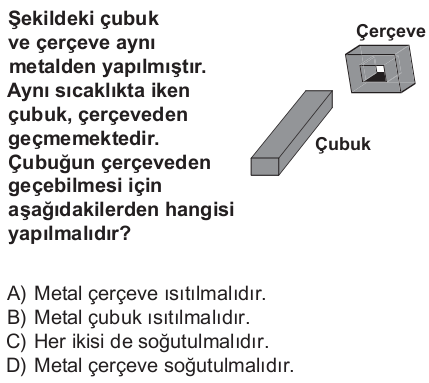 Şekildeki çubuk
ve çerçeve aynı
metalden yapılmıştır.
Aynı sıcaklıkta iken
çubuk, çerçeveden
geçmemektedir.
Çubuğun çerçeveden
geçebilmesi için
aşağıdakilerden hangisi
yapılmalıdır?
Çerçeve
Çubuk
A) Metal çerçeve ısıtılmalıdır.
B) Metal çubuk ısıtılmalıdır.
C) Her ikisi de soğutulmalıdır.
D) Metal çerçeve soğutulmalıdır.